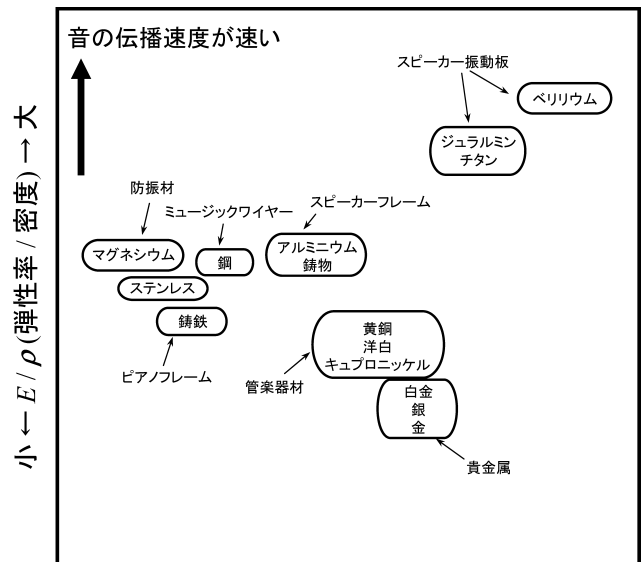 音の伝播速度が速い
スピーカー振動板
ベリリウム
ジュラルミン
チタン
防振材
ミュージックワイヤー
スピーカーフレーム
マグネシウム
鋼
アルミニウム
鋳物
ステンレス
鋳鉄
ピアノフレーム
黄銅
洋白
キュプロニッケル
管楽器材
白金
銀
金
貴金属
小 ← E / ρ (弾性率 / 密度) → 大